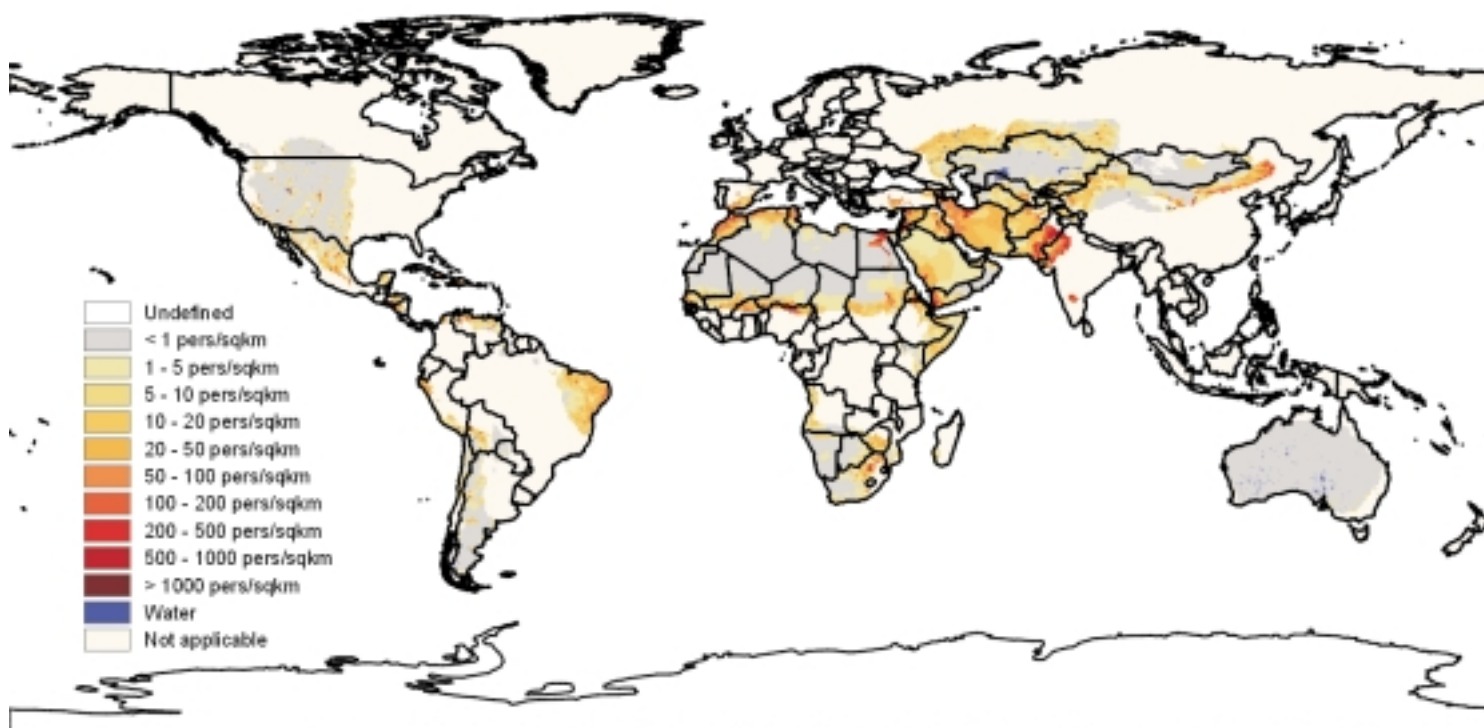 Undefined
< 1 pers/sqkm
1 - 5 pers/sqkm
5 - 10 pers/sqkm
10 - 20 pers/sqkm
20 - 50 pers/sqkm
50 - 100 pers/sqkm
100 - 200 pers/sqkm
200 - 500 pers/sqkm
500 - 1000 pers/sqkm
> 1000 pers/sqkm
Water
Not applicable